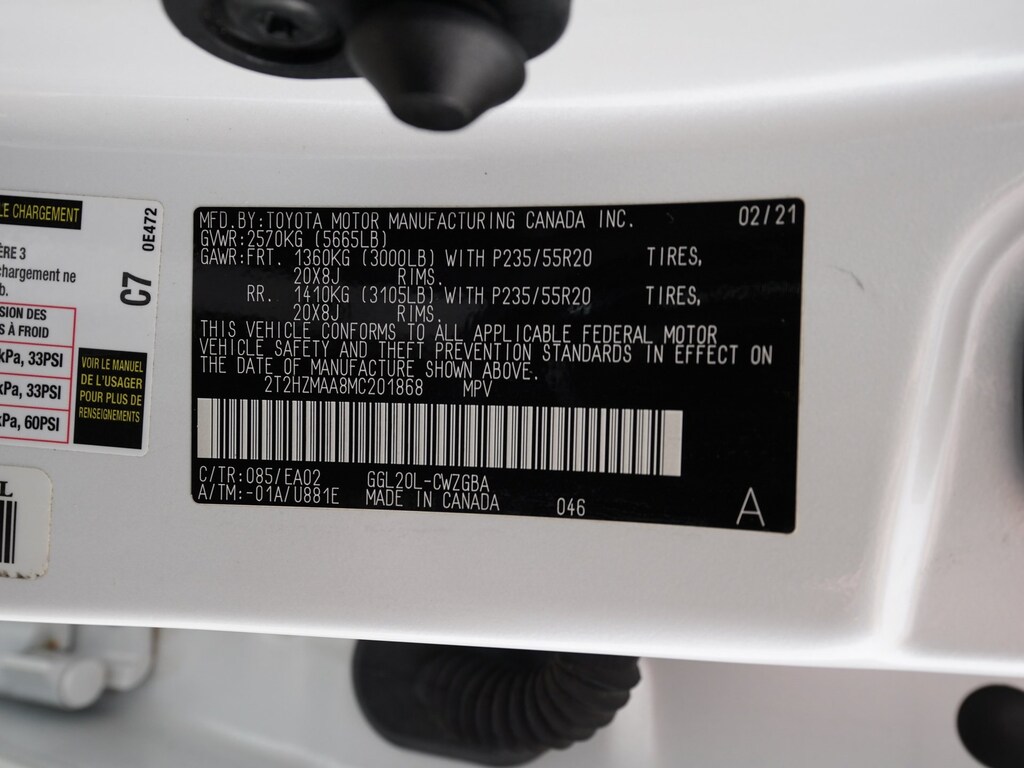 LE CHARGEMENT
ÈRE 3
chargement ne
b.
C7
0E472
SION DES
S À FROID
kPa, 33PSI
kPa, 33PSI
kPa, 60PSI
VOIR LE MANUEL
DE L'USAGER
POUR PLUS DE
RENSEIGNEMENTS
L
MFD.BY:TOYOTA MOTOR MANUFACTURING CANADA INC. 02/21
GVWR:2570KG (5665LB)
GAWR:FRT. 1360KG (3000LB) WITH P235/55R20 TIRES,
20X8J RIMS.
RR. 1410KG (3105LB) WITH P235/55R20 TIRES,
20X8J RIMS.
THIS VEHICLE CONFORMS TO ALL APPLICABLE FEDERAL MOTOR
VEHICLE SAFETY AND THEFT PREVENTION STANDARDS IN EFFECT ON
THE DATE OF MANUFACTURE SHOWN ABOVE.
2T2HZMAA8MC201868 MPV
C/TR:085/EA02 GGL20L-CWZGBA
A/TM:-01A/U881E MADE IN CANADA 046 A